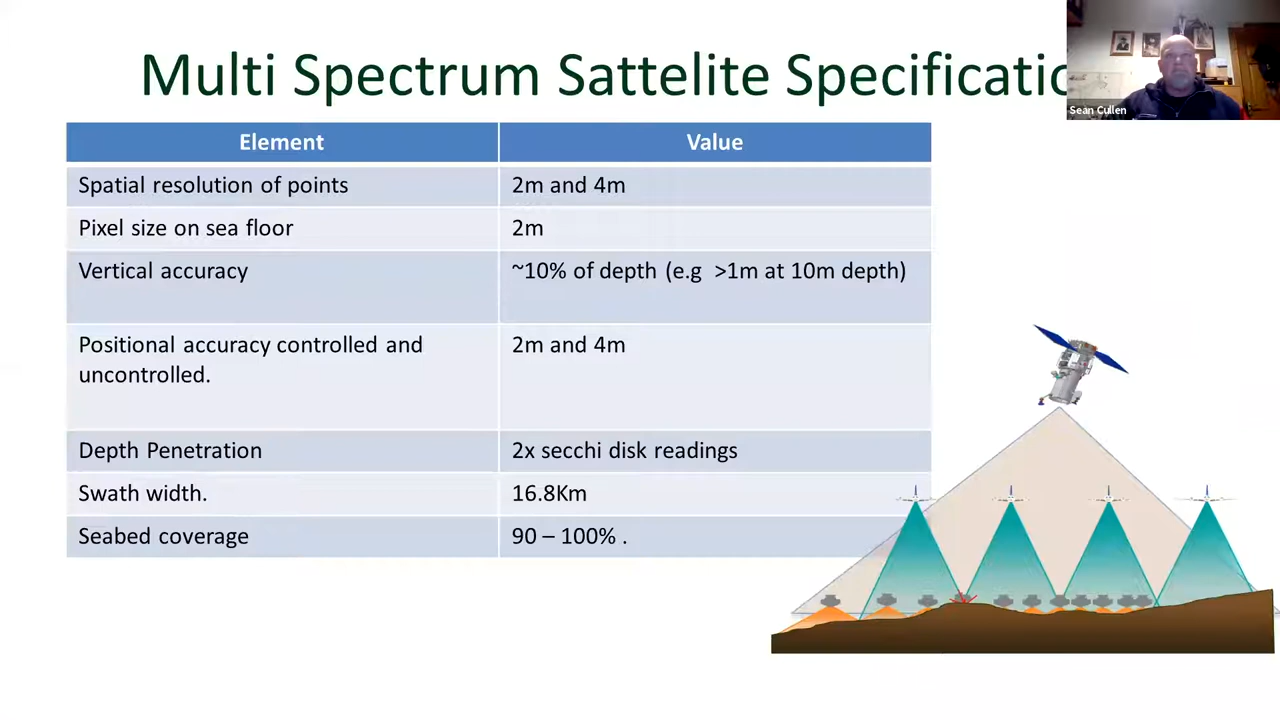 Multi Spectrum Sattelite Specificatio
Sean Cullen
Element Value
Spatial resolution of points 2m and 4m
Pixel size on sea floor 2m
Vertical accuracy ~10% of depth (e.g >1m at 10m depth)
Positional accuracy controlled and 2m and 4m
uncontrolled.
Depth Penetration 2x secchi disk readings
Swath width. 16.8Km
Seabed coverage 90 – 100% .